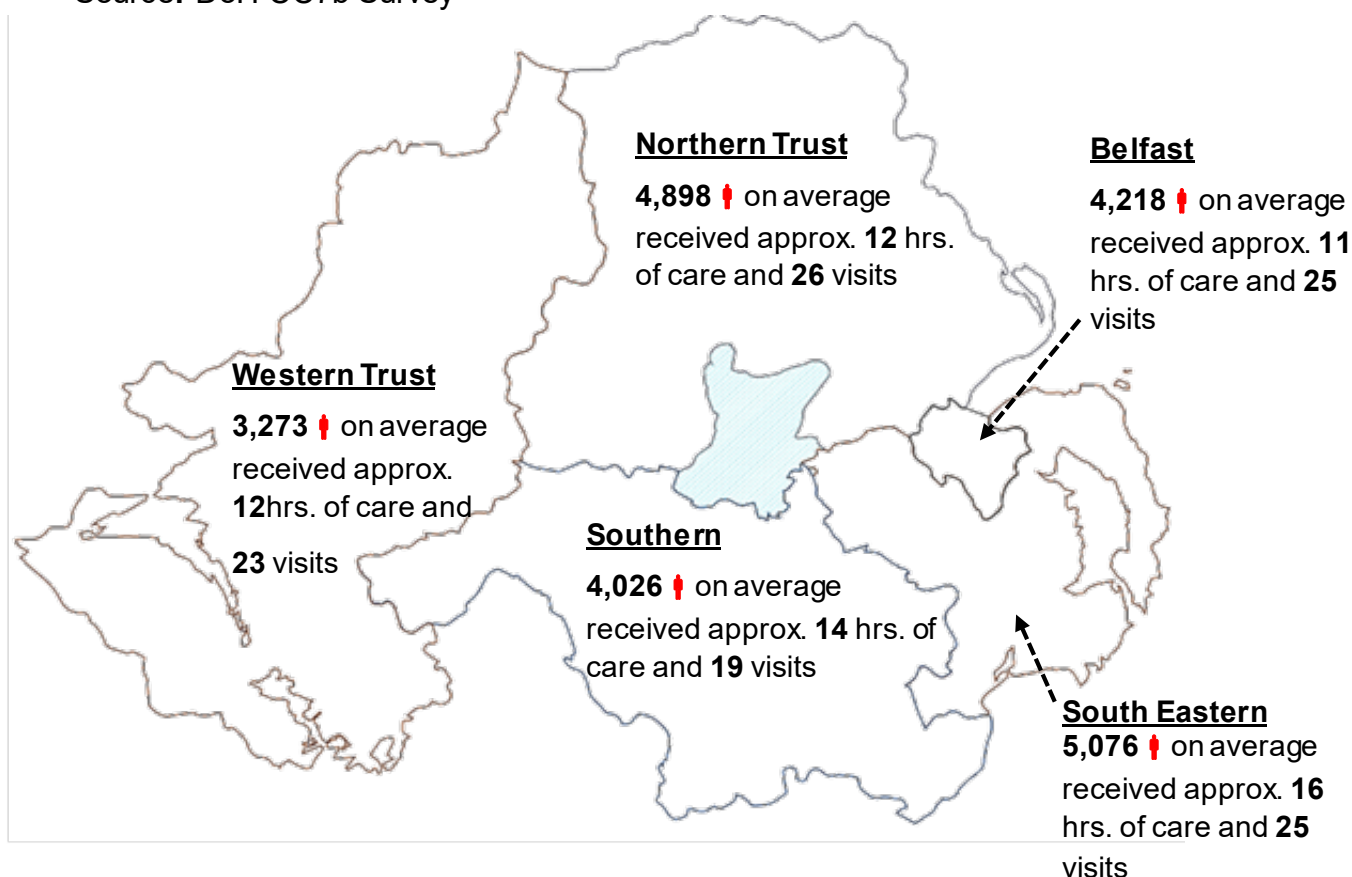 Northern Trust
4,898 on average
received approx. 12 hrs.
of care and 26 visits
Belfast
4,218 on average
received approx. 11
hrs. of care and 25
visits
Western Trust
3,273 on average
received approx.
12hrs. of care and
23 visits
Southern
4,026 on average
received approx. 14 hrs. of
care and 19 visits
South Eastern
5,076 on average
received approx. 16
hrs. of care and 25
visits